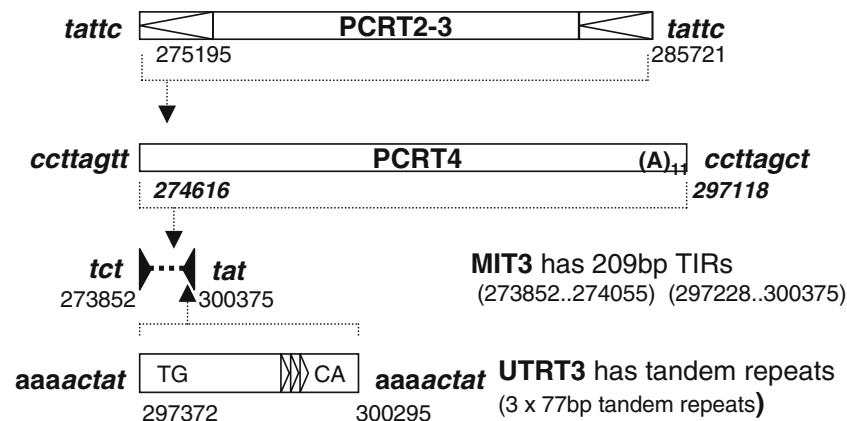 tattc PCRT2-3 tattc
275195 285721
ccttagtt PCRT4 (A)11 ccttagct
274616 297118
tct tat MIT3 has 209bp TIRs
273852 300375 (273852..274055) (297228..300375)
aaaactat TG CA aaaactat UTRT3 has tandem repeats
297372 300295 (3 x 77bp tandem repeats)